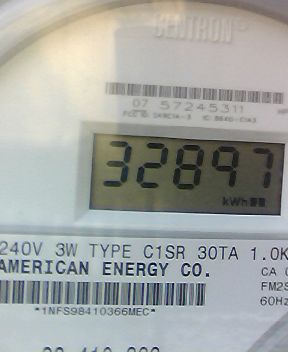 CENTRON
07 57245311
32897
kWh
240V 3W TYPE C1SR 30TA 1.0K
AMERICAN ENERGY CO.
CA
FM2S
60Hz
*1NFS98410366MEC*